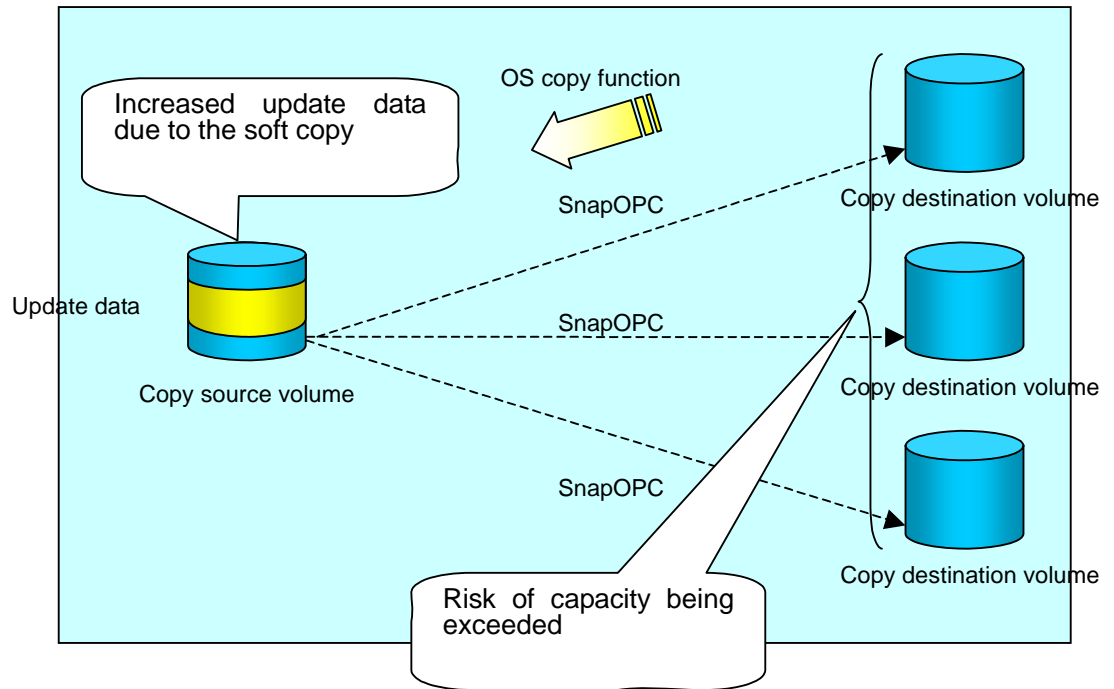 OS copy function
Increased update data
due to the soft copy
SnapOPC
Copy destination volume
Update data
SnapOPC
Copy source volume
Copy destination volume
SnapOPC
Copy destination volume
Risk of capacity being
exceeded